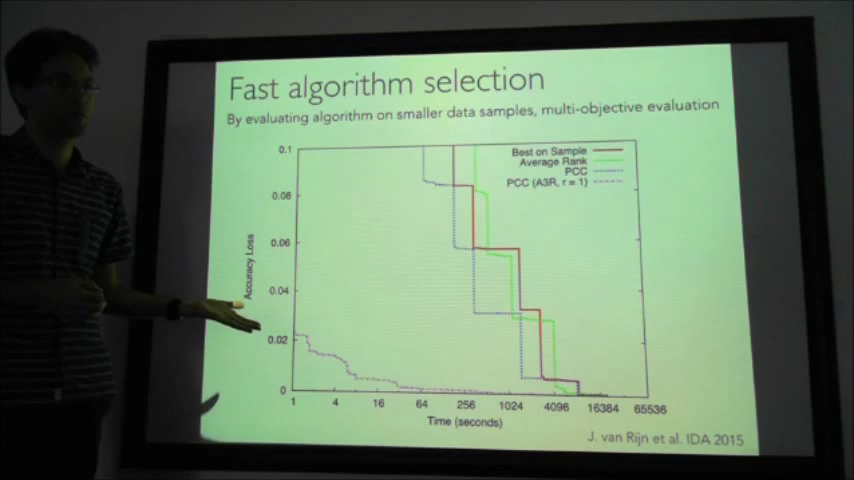 Fast algorithm selection
By evaluating algorithm on smaller data samples, multi-objective evaluation
0.1
0.08
0.06
0.04
0.02
0
Accuracy Loss
Best on Sample
Average Rank
PCC
PCC (A3R, r = 1)
1 4 16 64 256 1024 4096 16384 65536
Time (seconds)
J. van Rijn et al. IDA 2015